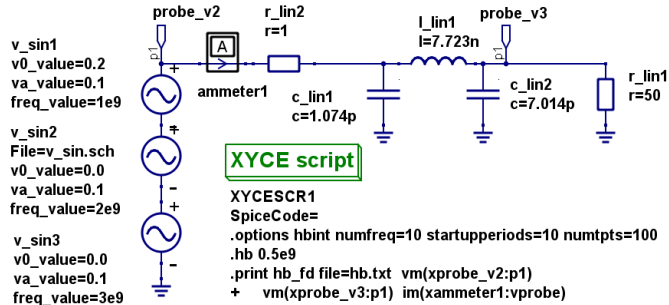 probe_v2
p1
v_sin1
v0_value=0.2
va_value=0.1
freq_value=1e9
+
-
A
ammeter1
r_lin2
r=1
c_lin1
c=1.074p
l_lin1
l=7.723n
probe_v3
p1
c_lin2
c=7.014p
r_lin1
r=50
v_sin2
File=v_sin.sch
v0_value=0.0
va_value=0.1
freq_value=2e9
+
-
v_sin3
v0_value=0.0
va_value=0.1
freq_value=3e9
+
-
XYCE script
XYCESCR1
SpiceCode=
.options hbint numfreq=10 startupperiods=10 numtpts=100
.hb 0.5e9
.print hb_fd file=hb.txt vm(xprobe_v2:p1)
+ vm(xprobe_v3:p1) im(xammeter1:vprobe)